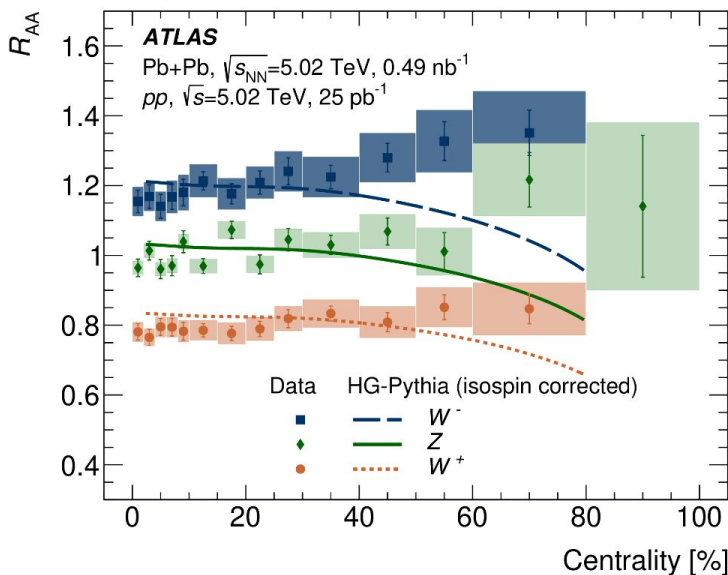 R_AA
ATLAS
Pb+Pb, √s_NN=5.02 TeV, 0.49 nb⁻¹
pp, √s=5.02 TeV, 25 pb⁻¹
1.6
1.4
1.2
1
0.8
0.6
0.4
Data HG-Pythia (isospin corrected)
W⁻
Z
W⁺
0 20 40 60 80 100
Centrality [%]